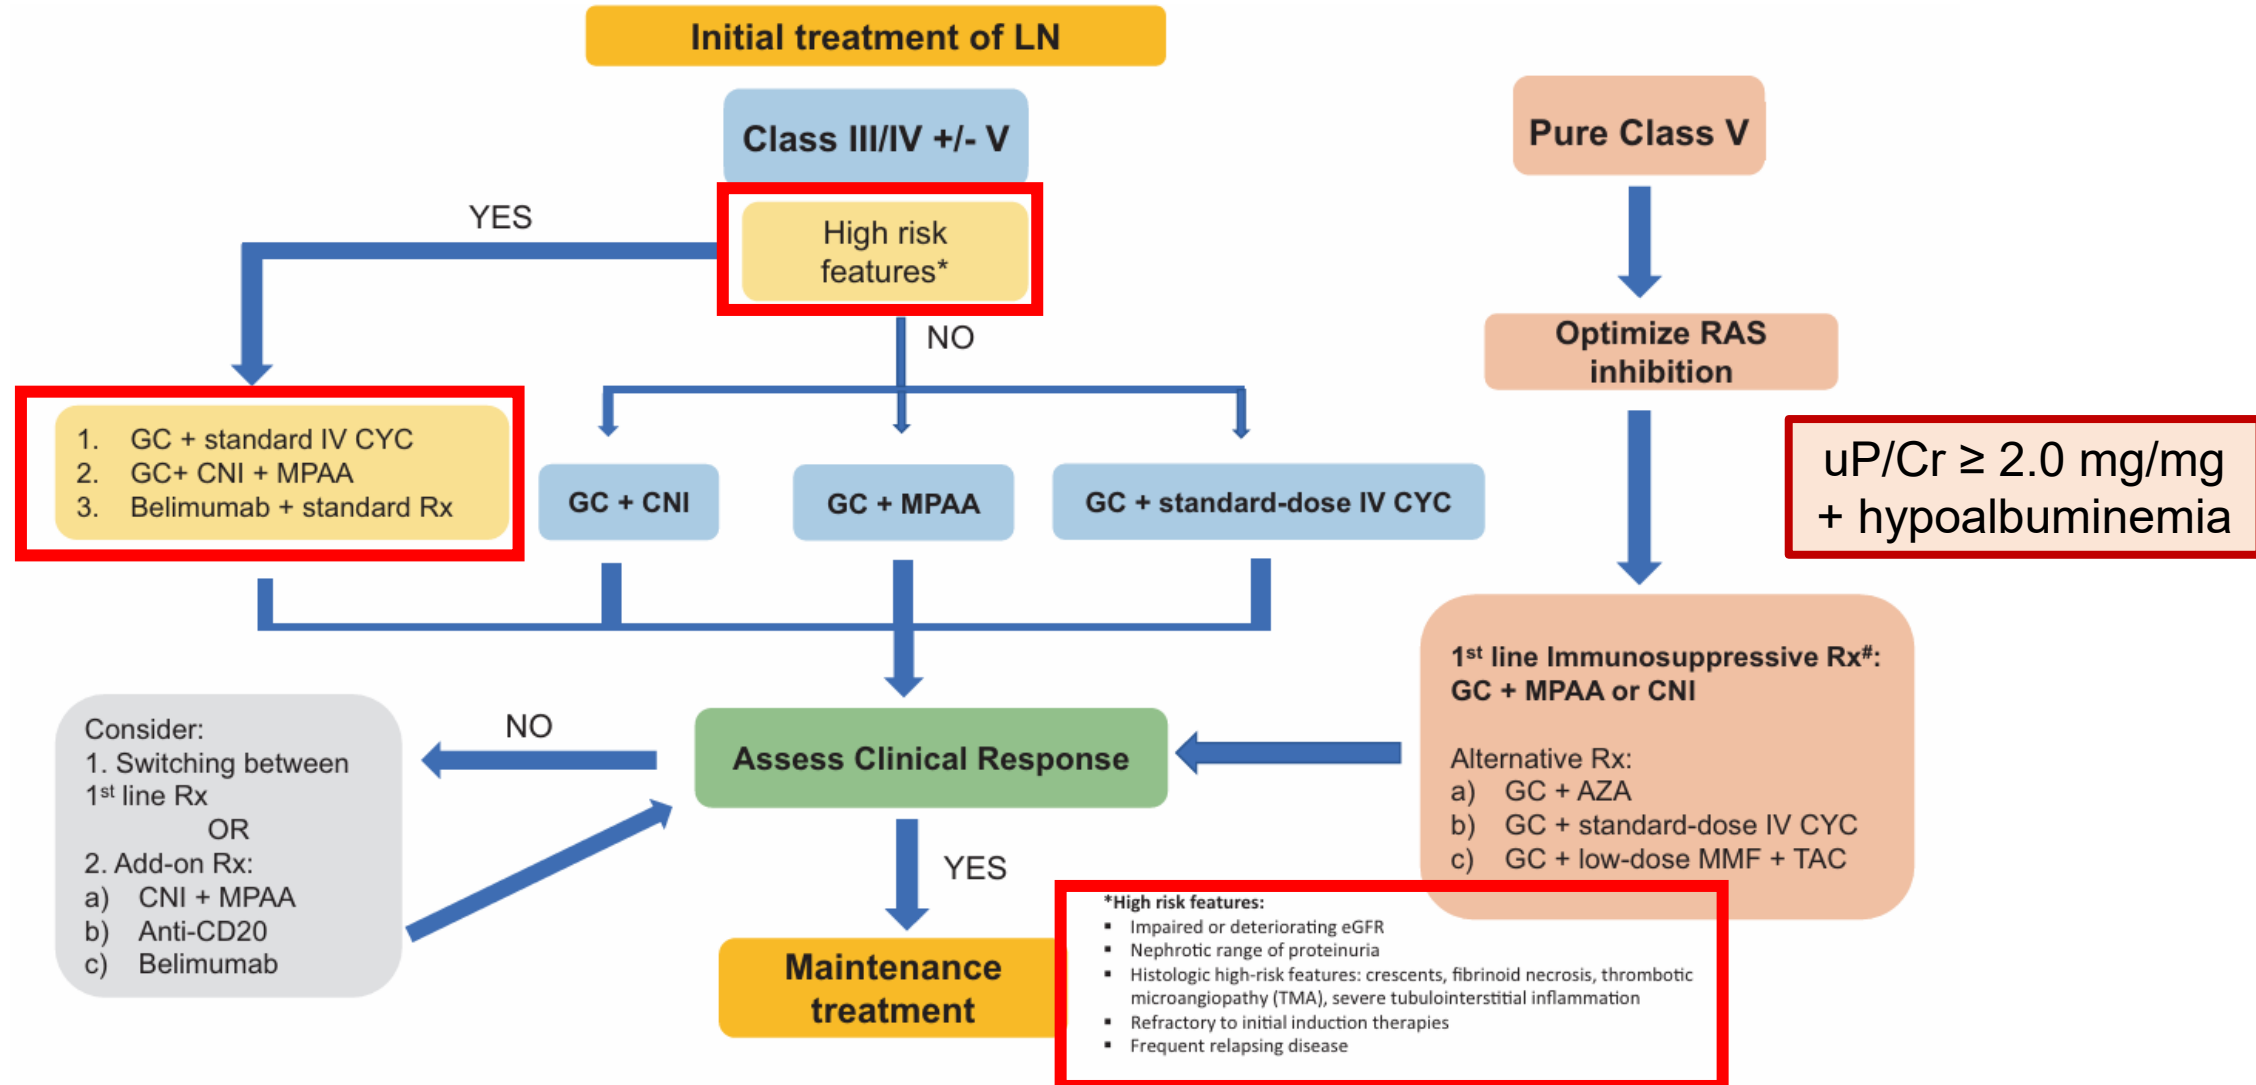 Initial treatment of LN
Class III/IV +/- V
YES
High risk
features*
NO
1. GC + standard IV CYC
2. GC+ CNI + MPAA
3. Belimumab + standard Rx
GC + CNI
GC + MPAA
GC + standard-dose IV CYC
Pure Class V
Optimize RAS
inhibition
uP/Cr ≥ 2.0 mg/mg
+ hypoalbuminemia
1st line Immunosuppressive Rx#:
GC + MPAA or CNI
Alternative Rx:
a) GC + AZA
b) GC + standard-dose IV CYC
c) GC + low-dose MMF + TAC
Assess Clinical Response
NO
Consider:
1. Switching between
1st line Rx
OR
2. Add-on Rx:
a) CNI + MPAA
b) Anti-CD20
c) Belimumab
YES
Maintenance
treatment
*High risk features:
▪ Impaired or deteriorating eGFR
▪ Nephrotic range of proteinuria
▪ Histologic high-risk features: crescents, fibrinoid necrosis, thrombotic
microangiopathy (TMA), severe tubulointerstitial inflammation
▪ Refractory to initial induction therapies
▪ Frequent relapsing disease